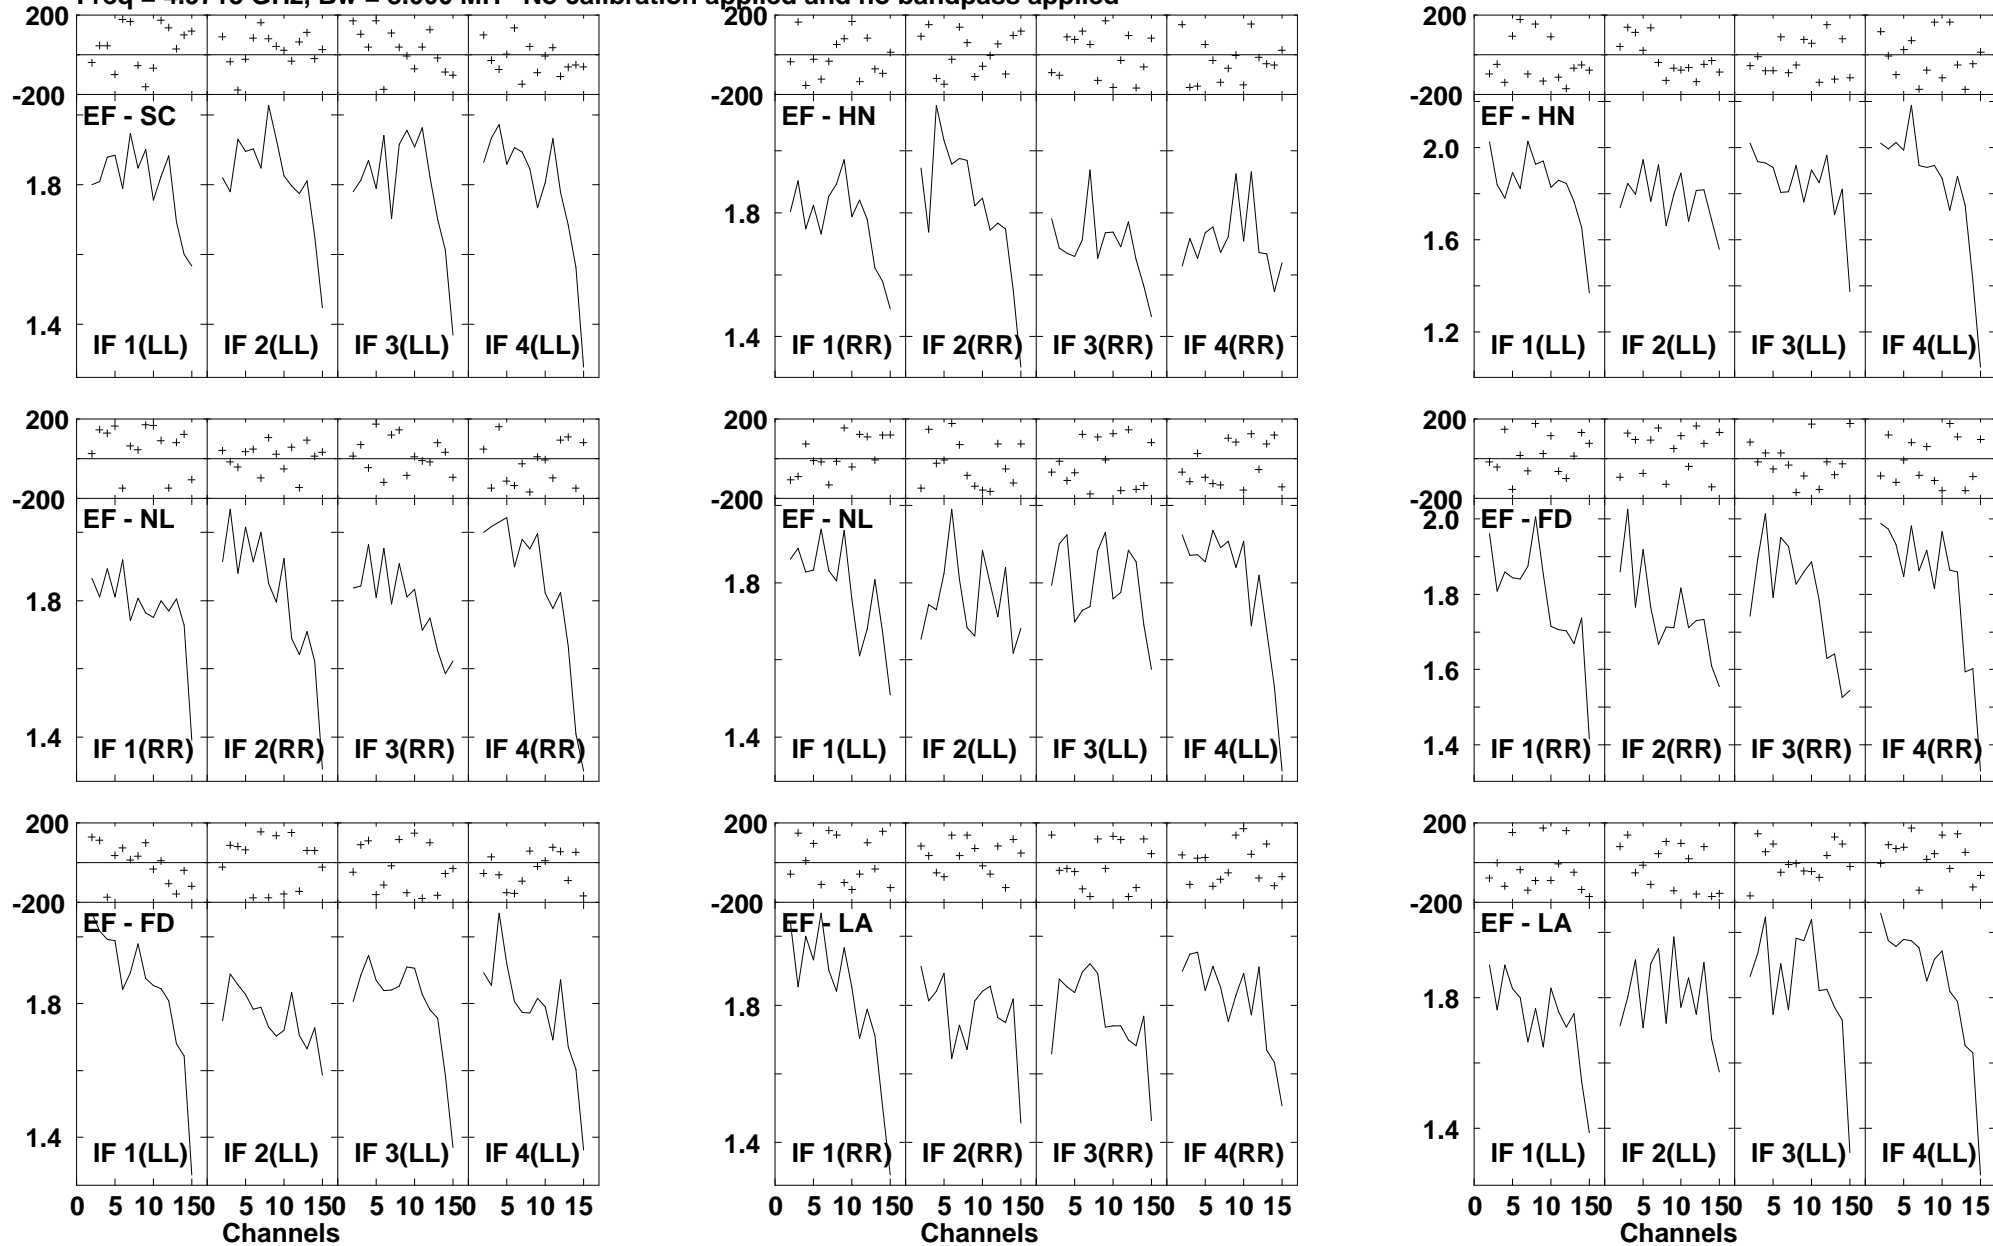 200 200 200
-200 -200 -200
EF - SC EF - HN EF - HN
1.8 1.8 2.0
1.6
1.4 1.4 1.2
IF 1(LL) IF 2(LL) IF 3(LL) IF 4(LL) IF 1(RR) IF 2(RR) IF 3(RR) IF 4(RR) IF 1(LL) IF 2(LL) IF 3(LL) IF 4(LL)
200 200 200
-200 -200 -200
EF - NL EF - NL EF - FD
2.0
1.8 1.8 1.8
1.6
1.4 1.4 1.4
IF 1(RR) IF 2(RR) IF 3(RR) IF 4(RR) IF 1(LL) IF 2(LL) IF 3(LL) IF 4(LL) IF 1(RR) IF 2(RR) IF 3(RR) IF 4(RR)
200 200 200
-200 -200 -200
EF - FD EF - LA EF - LA
1.8 1.8 1.8
1.4 1.4 1.4
IF 1(LL) IF 2(LL) IF 3(LL) IF 4(LL) IF 1(RR) IF 2(RR) IF 3(RR) IF 4(RR) IF 1(LL) IF 2(LL) IF 3(LL) IF 4(LL)
0 5 10 150 5 10 150 5 10 150 5 10 15 0 5 10 150 5 10 150 5 10 150 5 10 15 0 5 10 150 5 10 150 5 10 150 5 10 15
Channels Channels Channels